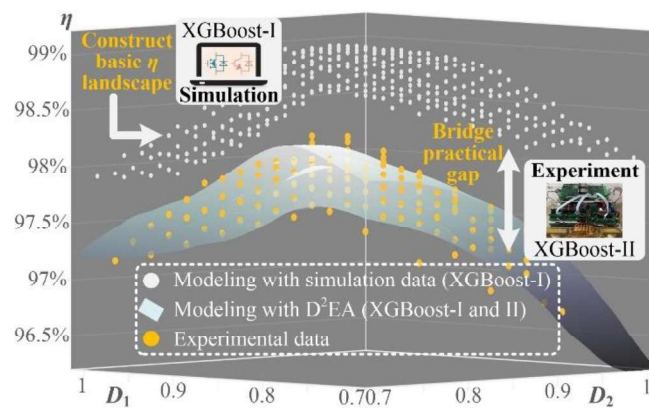 η
99%
98.5%
98%
97.5%
97%
96.5%
Construct
basic η
landscape
XGBoost-I
Simulation
Bridge
practical
gap
Experiment
XGBoost-II
Modeling with simulation data (XGBoost-I)
Modeling with D²EA (XGBoost-I and II)
Experimental data
1 D₁ 0.9 0.8 0.70.7 0.8 0.9 D₂ 1